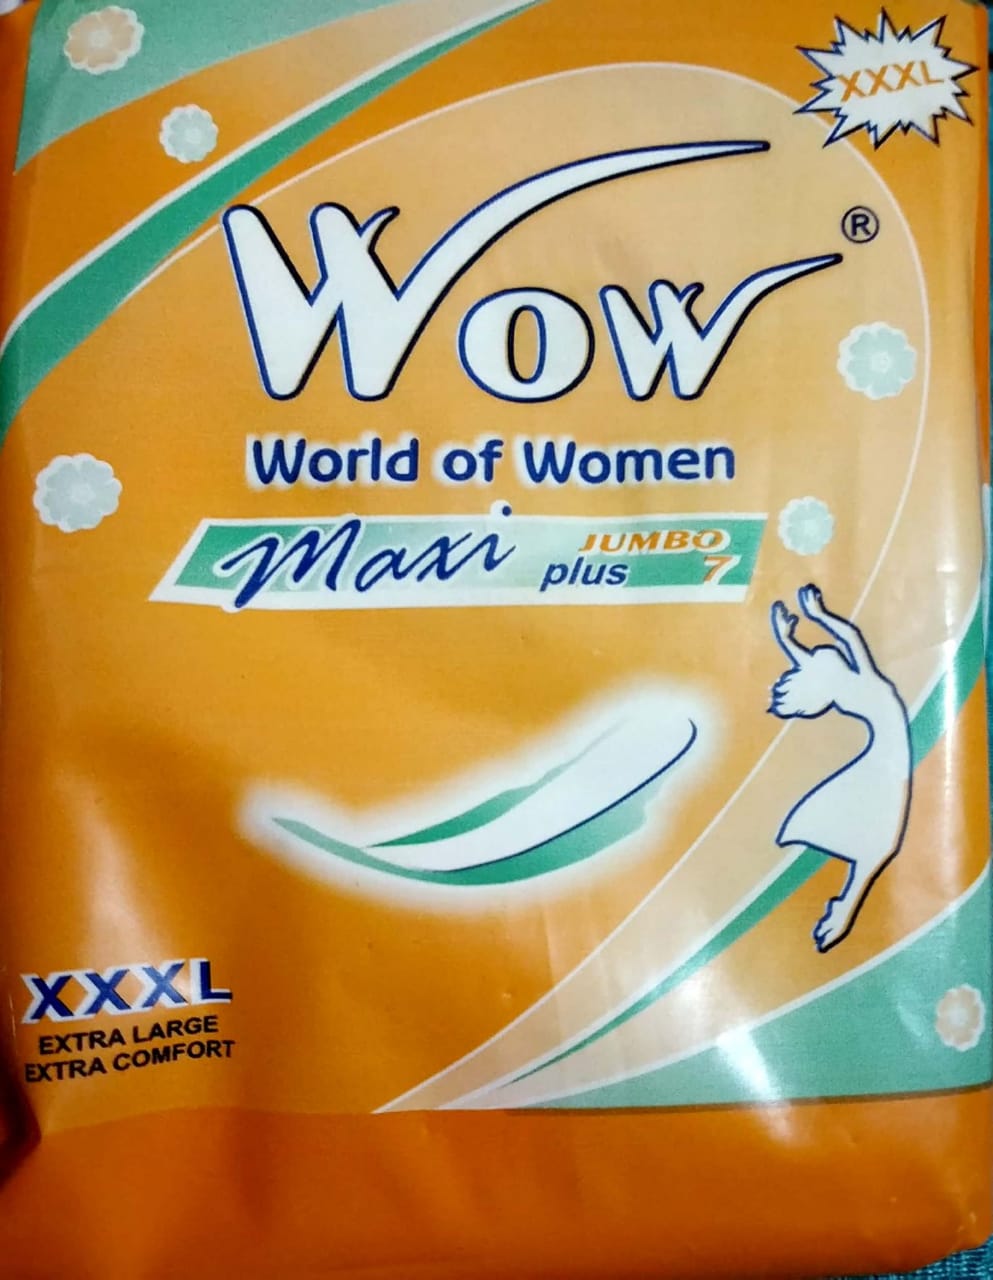 XXXL
Wow ®
World of Women
Maxi plus JUMBO 7
XXXL
EXTRA LARGE
EXTRA COMFORT